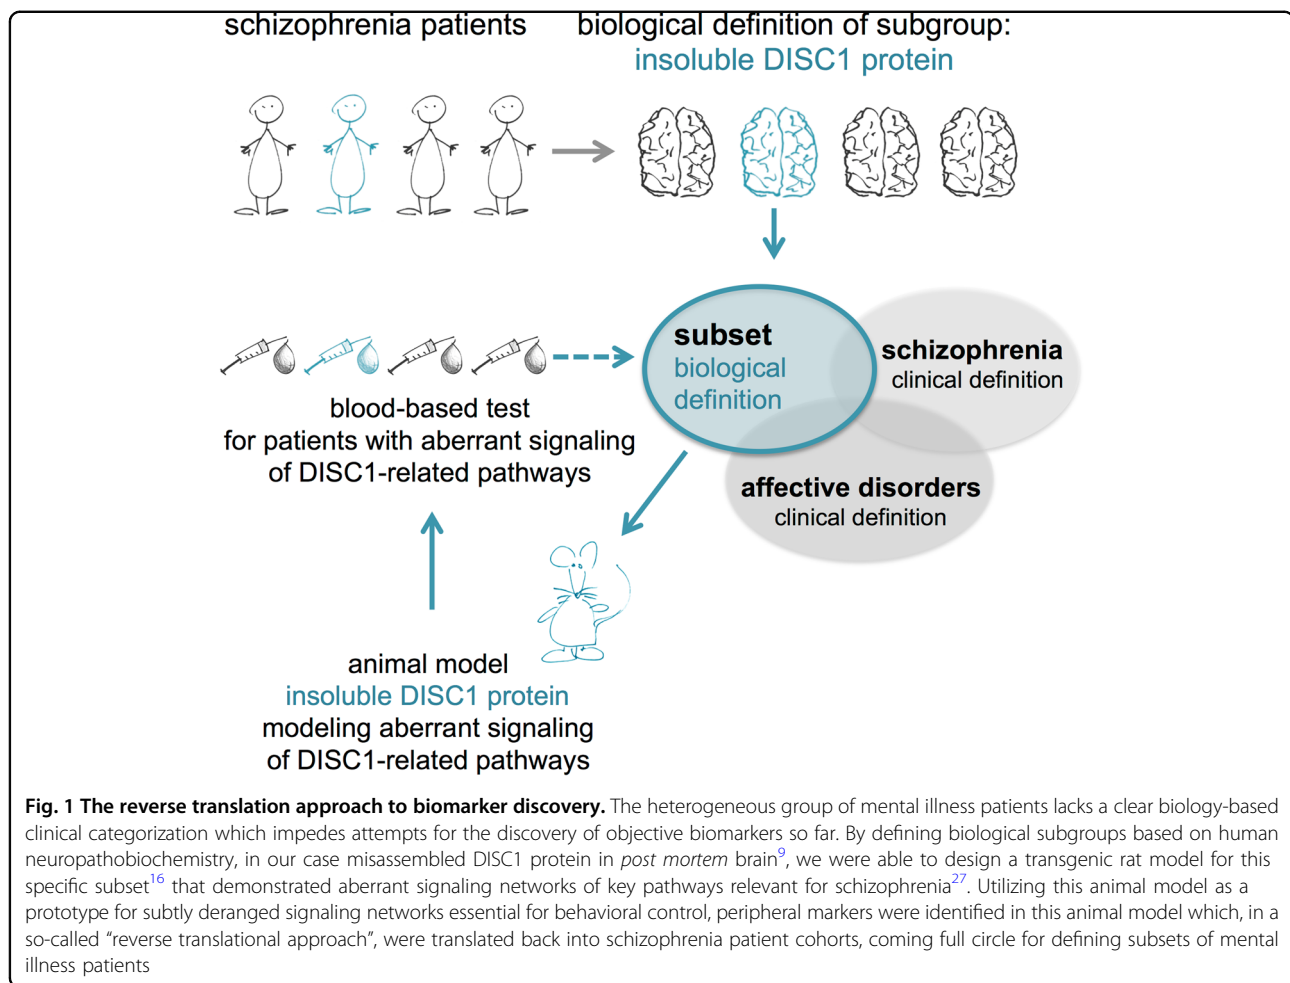 schizophrenia patients
biological definition of subgroup:
insoluble DISC1 protein
subset
biological
definition
schizophrenia
clinical definition
affective disorders
clinical definition
blood-based test
for patients with aberrant signaling
of DISC1-related pathways
animal model
insoluble DISC1 protein
modeling aberrant signaling
of DISC1-related pathways
Fig. 1 The reverse translation approach to biomarker discovery. The heterogeneous group of mental illness patients lacks a clear biology-based
clinical categorization which impedes attempts for the discovery of objective biomarkers so far. By defining biological subgroups based on human
neuropathobiochemistry, in our case misassembled DISC1 protein in post mortem brain9, we were able to design a transgenic rat model for this
specific subset16 that demonstrated aberrant signaling networks of key pathways relevant for schizophrenia27. Utilizing this animal model as a
prototype for subtly deranged signaling networks essential for behavioral control, peripheral markers were identified in this animal model which, in a
so-called “reverse translational approach”, were translated back into schizophrenia patient cohorts, coming full circle for defining subsets of mental
illness patients